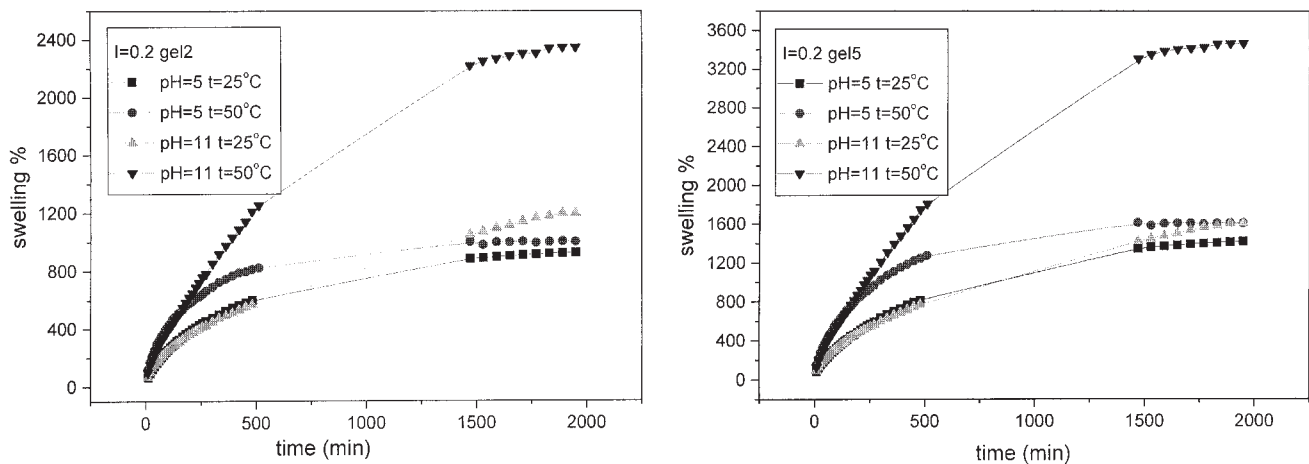 2400
2000
1600
1200
800
400
0
swelling %
I=0.2 gel2
pH=5 t=25°C
pH=5 t=50°C
pH=11 t=25°C
pH=11 t=50°C
0 500 1000 1500 2000
time (min)
3600
3200
2800
2400
2000
1600
1200
800
400
0
swelling %
I=0.2 gel5
pH=5 t=25°C
pH=5 t=50°C
pH=11 t=25°C
pH=11 t=50°C
0 500 1000 1500 2000
time (min)